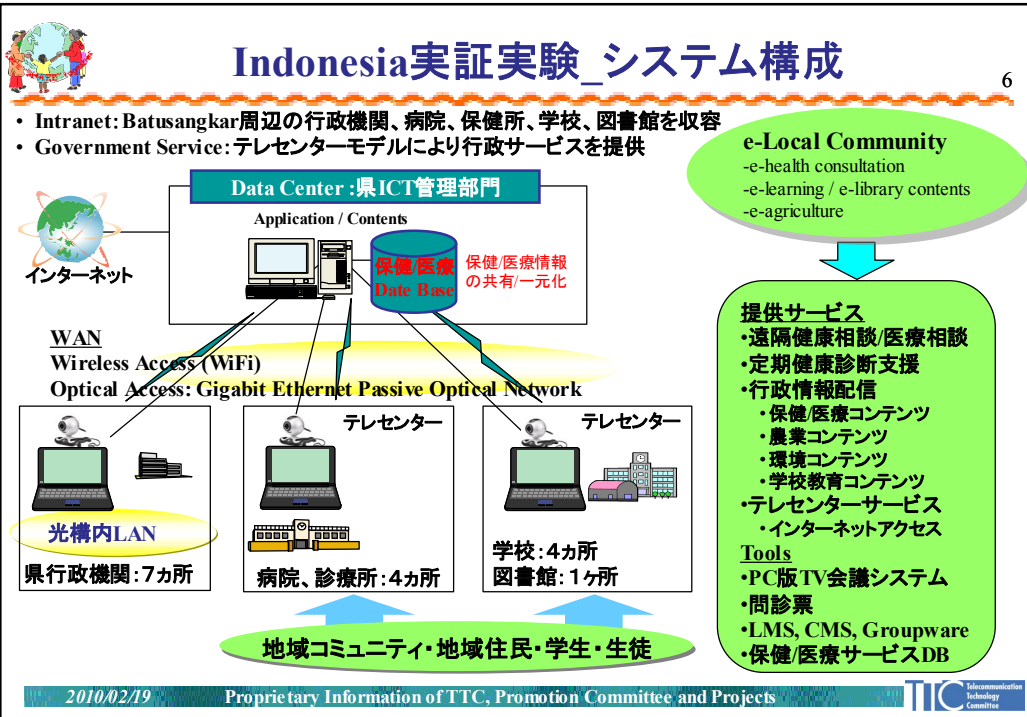 Indonesia実証実験_システム構成
6
• Intranet:Batusangkar周辺の行政機関、病院、保健所、学校、図書館を収容
• Government Service:テレセンターモデルにより行政サービスを提供
e-Local Community
-e-health consultation
-e-learning / e-library contents
-e-agriculture
Data Center :県ICT管理部門
Application / Contents
インターネット
保健/医療
Date Base
保健/医療情報
の共有/一元化
WAN
Wireless Access (WiFi)
Optical Access: Gigabit Ethernet Passive Optical Network
光構内LAN
県行政機関:7ヵ所
テレセンター
病院、診療所:4ヵ所
テレセンター
学校:4ヵ所
図書館:1ヶ所
地域コミュニティ・地域住民・学生・生徒
提供サービス
・遠隔健康相談/医療相談
・定期健康診断支援
・行政情報配信
・保健/医療コンテンツ
・農業コンテンツ
・環境コンテンツ
・学校教育コンテンツ
・テレセンターサービス
・インターネットアクセス
Tools
・PC版TV会議システム
・問診票
・LMS, CMS, Groupware
・保健/医療サービスDB
2010/02/19
Proprietary Information of TTC, Promotion Committee and Projects
TTC
Telecommunication
Technology
Committee